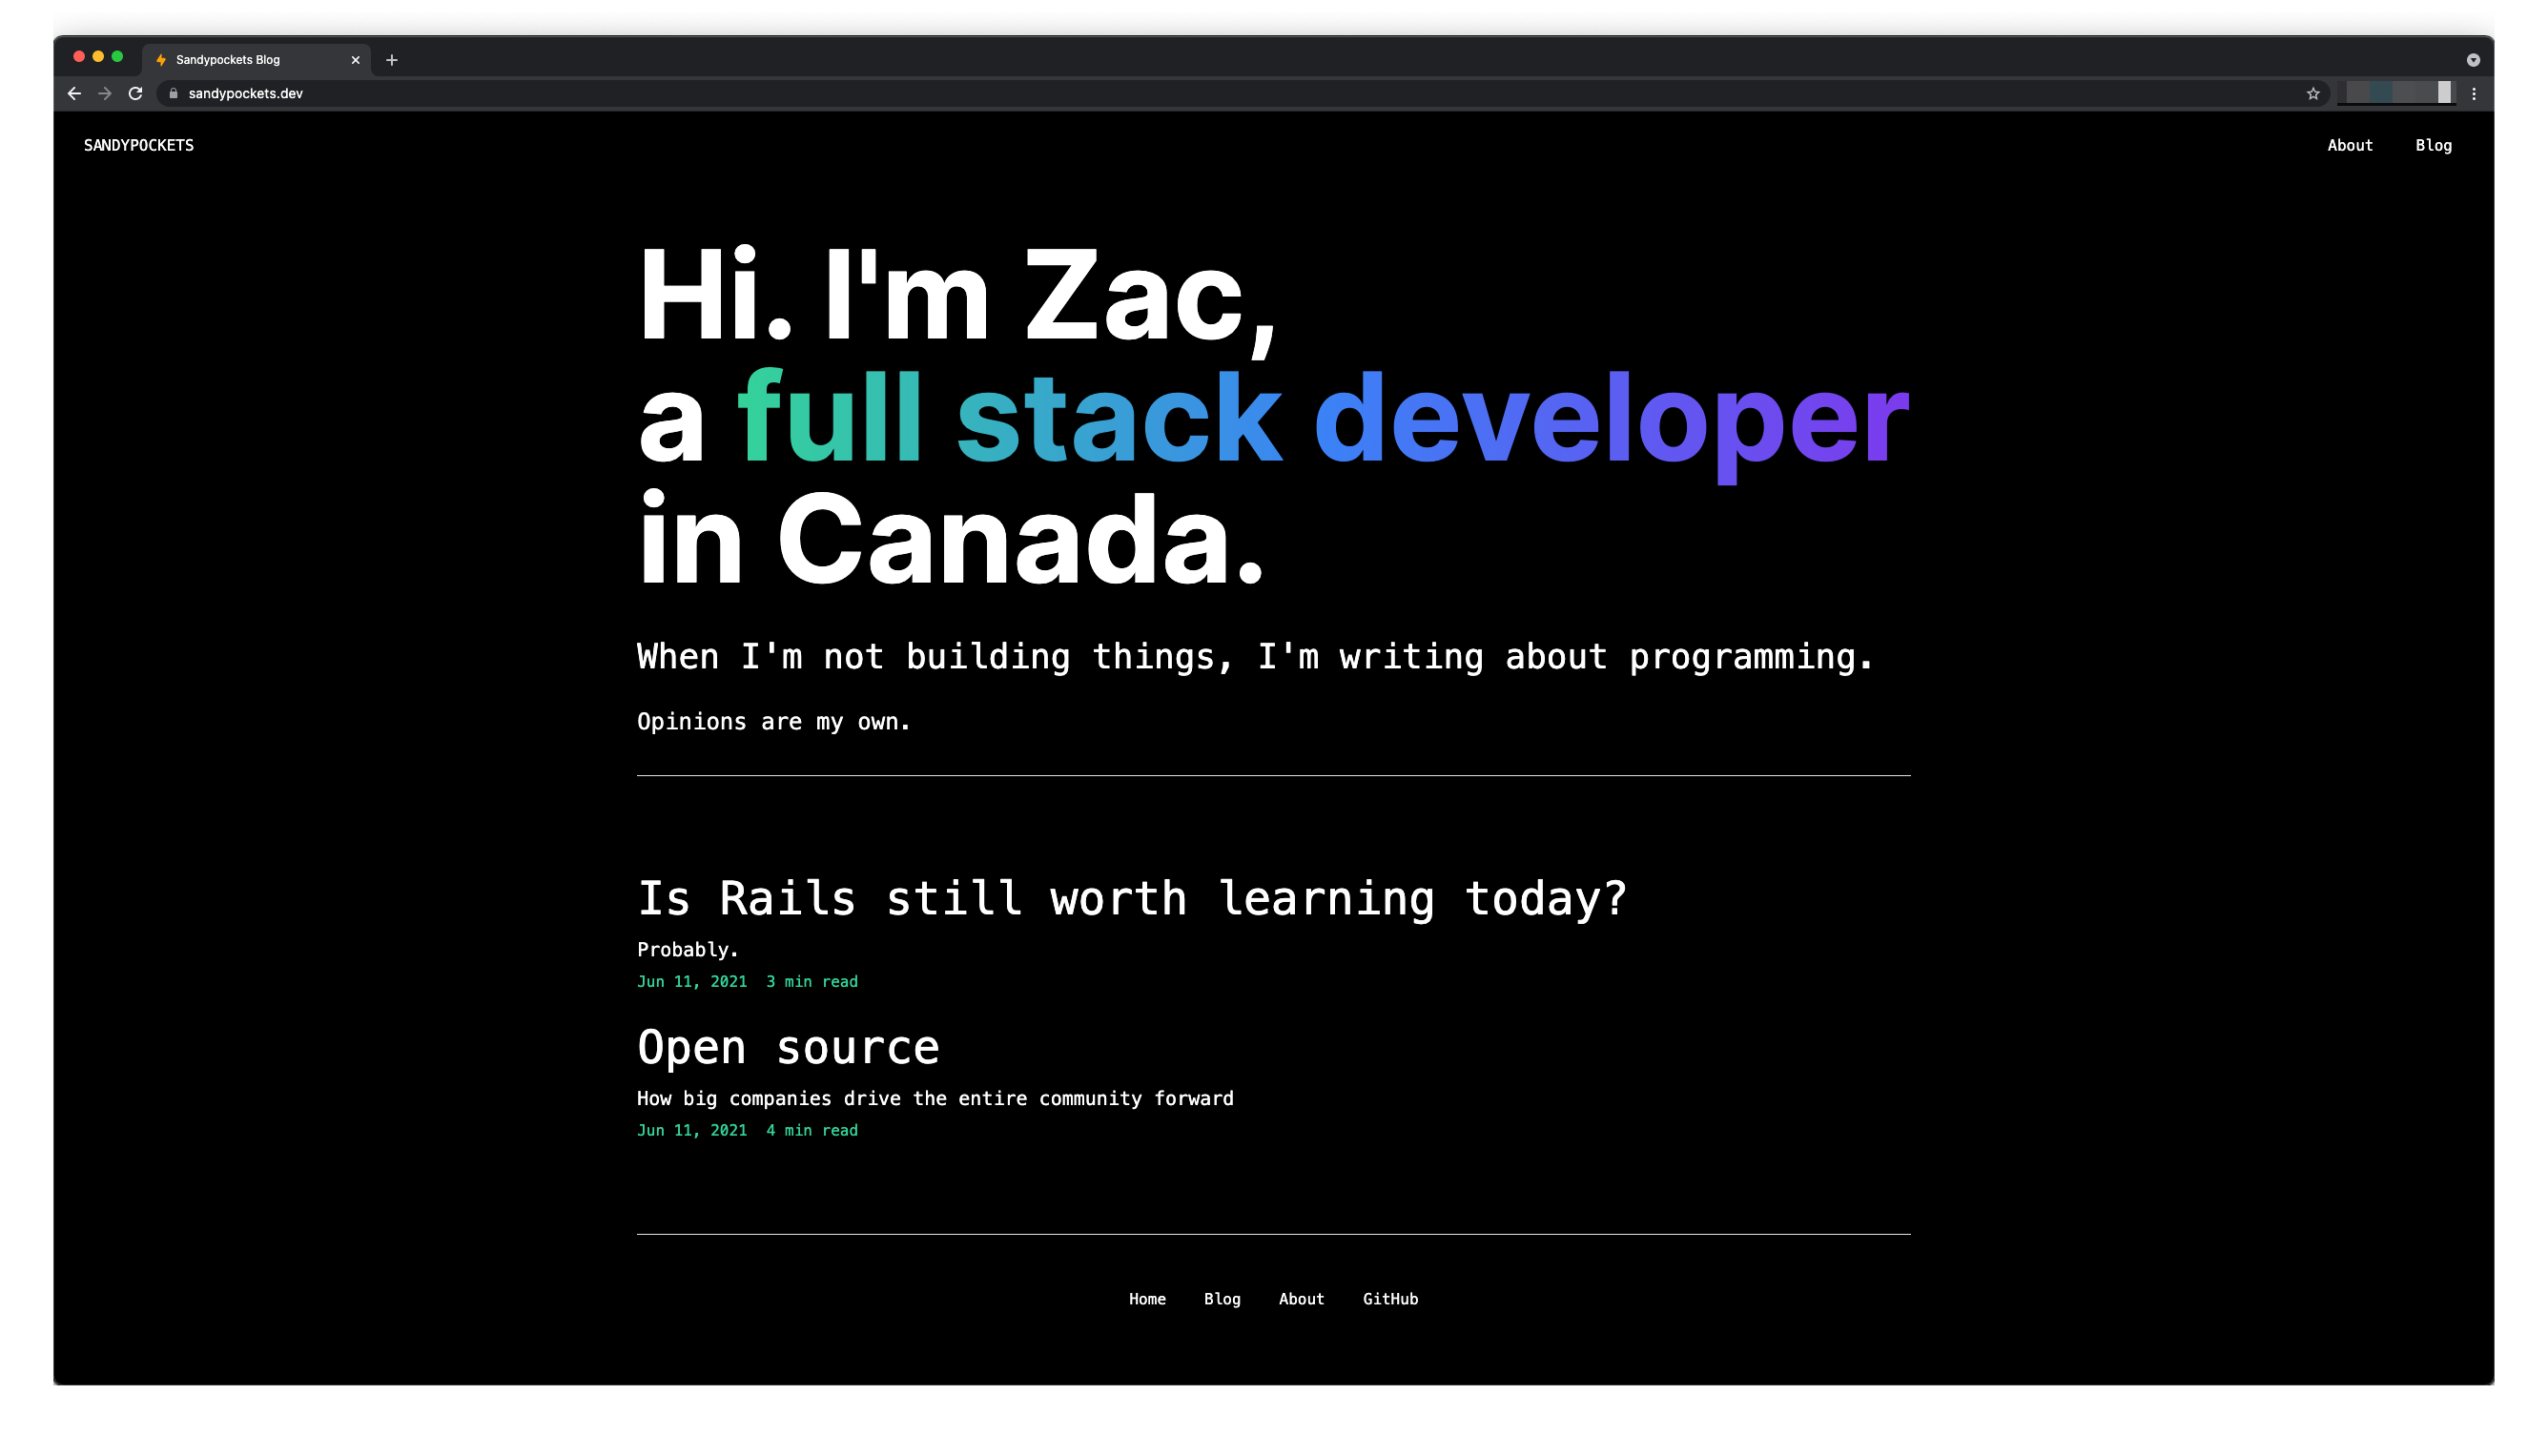 Sandypockets Blog
sandypockets.dev
SANDYPOCKETS
About Blog
Hi. I'm Zac,
a full stack developer
in Canada.
When I'm not building things, I'm writing about programming.
Opinions are my own.
Is Rails still worth learning today?
Probably.
Jun 11, 2021 3 min read
Open source
How big companies drive the entire community forward
Jun 11, 2021 4 min read
Home Blog About GitHub